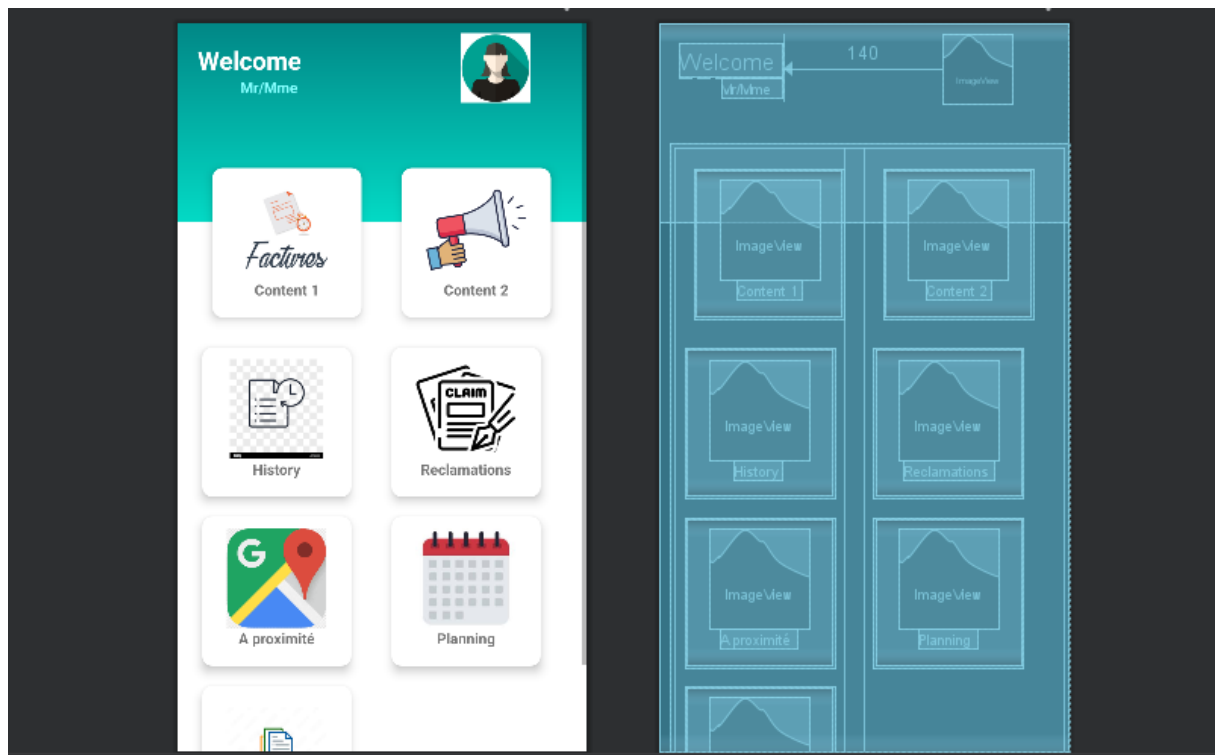 Welcome
Mr/Mme
Factures
Content 1
Content 2
CLAIM
History
Reclamations
G
A proximité
Planning
Welcome
Mr/Mme
140
ImageView
ImageView
ImageView
Content 1
Content 2
ImageView
ImageView
History
Reclamations
ImageView
ImageView
A proximité
Planning